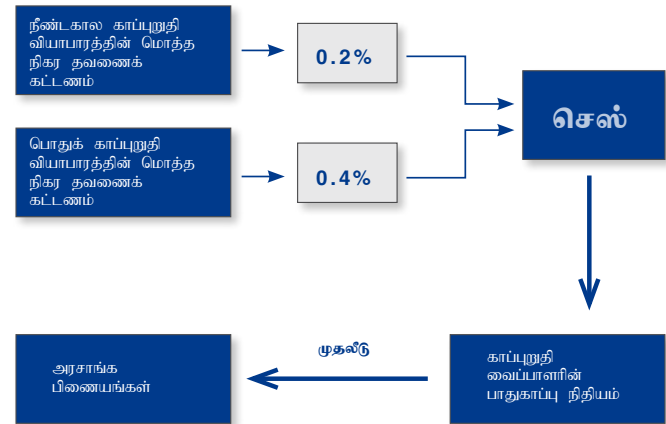 நீண்டகால காப்புறுதி
வியாபாரத்தின் மொத்த
நிகர தவணைக்
கட்டணம்
0.2%
செஸ்
பொதுக் காப்புறுதி
வியாபாரத்தின் மொத்த
நிகர தவணைக்
கட்டணம்
0.4%
முதலீடு
அரசாங்க
பிணையங்கள்
காப்புறுதி
வைப்பாளரின்
பாதுகாப்பு நிதியம்